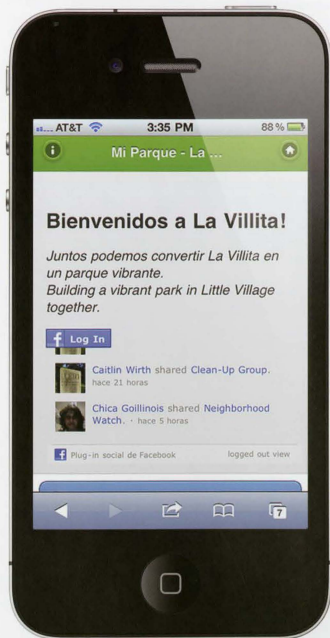 AT&T 3:35 PM 88%
Mi Parque - La ...
Bienvenidos a La Villita!
Juntos podemos convertir La Villita en
un parque vibrante.
Building a vibrant park in Little Village
together.
f Log In
Caitlin Wirth shared Clean-Up Group.
hace 21 horas
Chica Goillinois shared Neighborhood
Watch. · hace 5 horas
f Plug-in social de Facebook logged out view
7